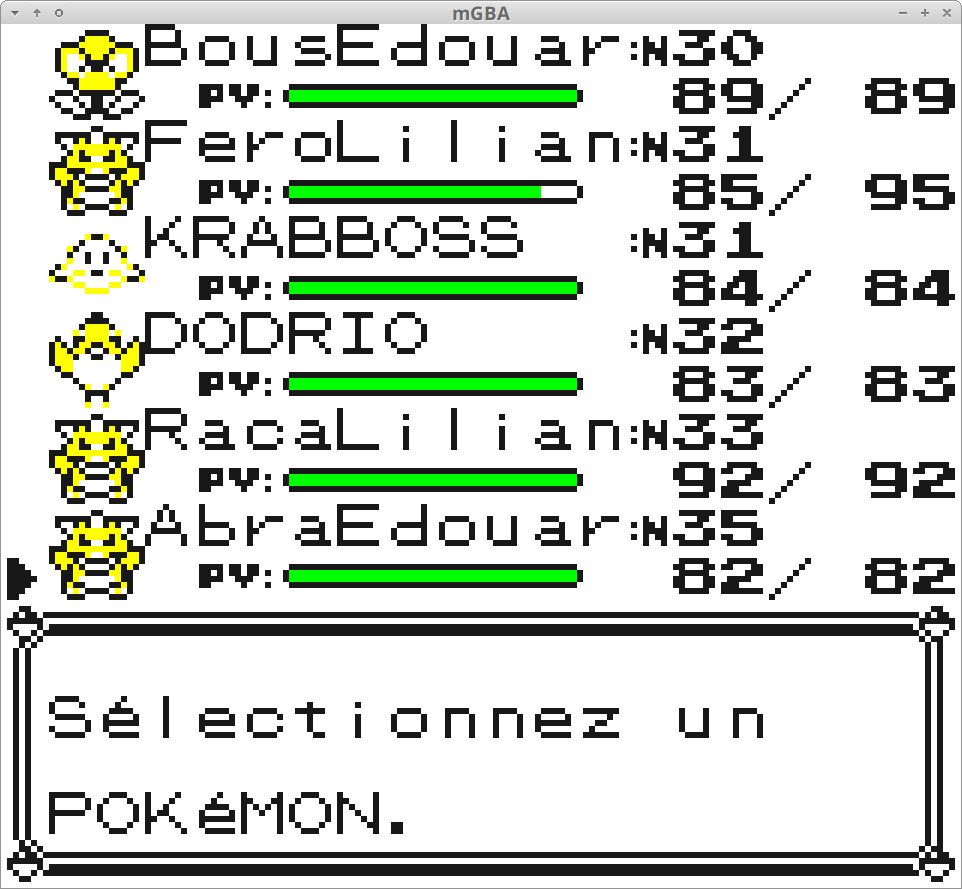 mGBA
BousEdouar :N30
PV: 89/ 89
FeroLilian :N31
PV: 85/ 95
KRABBOSS :N31
PV: 84/ 84
DODRIO :N32
PV: 83/ 83
RacaLilian :N33
PV: 92/ 92
AbraEdouar :N35
PV: 82/ 82
Sélectionnez un
POKéMON.